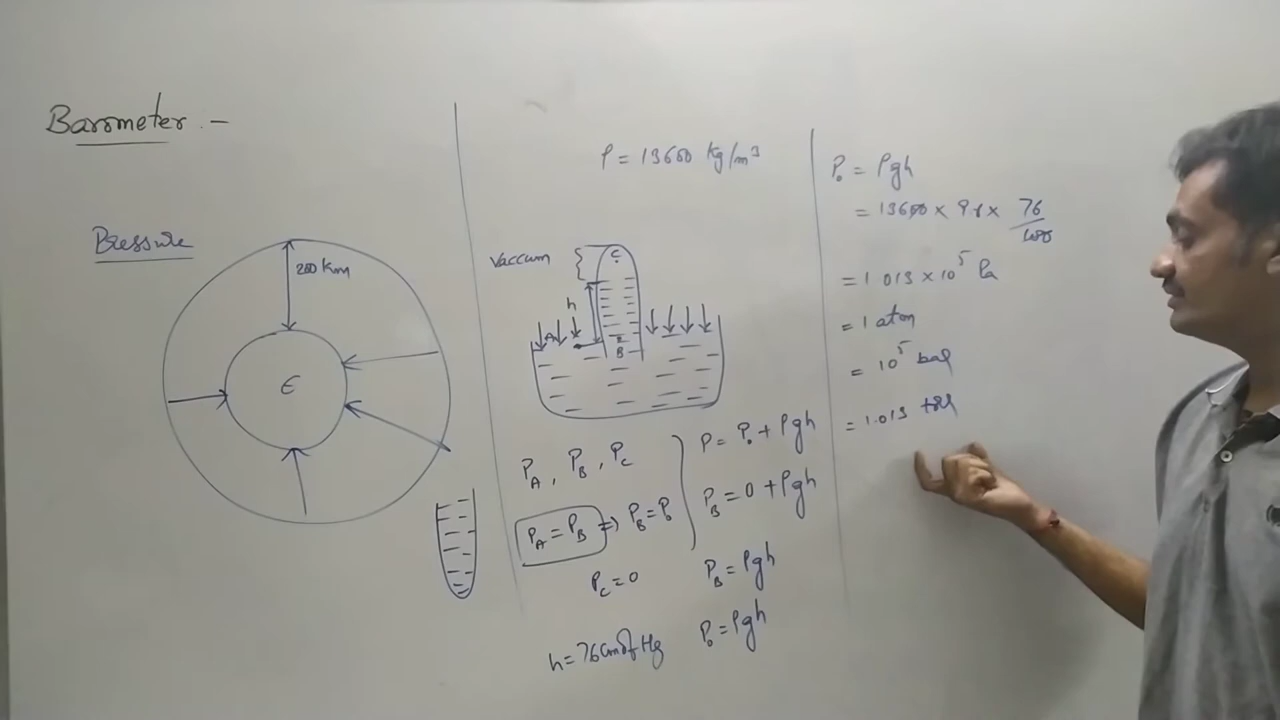 Barometer :-
Pressure
200 Km
E
ρ = 13600 kg/m³
Vaccum
C
h
A
B
P_A , P_B , P_C
P_A = P_B ⇒ P_B = P₀
P_C = 0
h = 76 cm of Hg
P = P₀ + ρgh
P_B = 0 + ρgh
P_B = ρgh
P₀ = ρgh
P₀ = ρgh
= 13600 × 9.8 × 76/100
= 1.013 × 10⁵ Pa
= 1 atm
= 10⁵ bar
= 1.013 torr